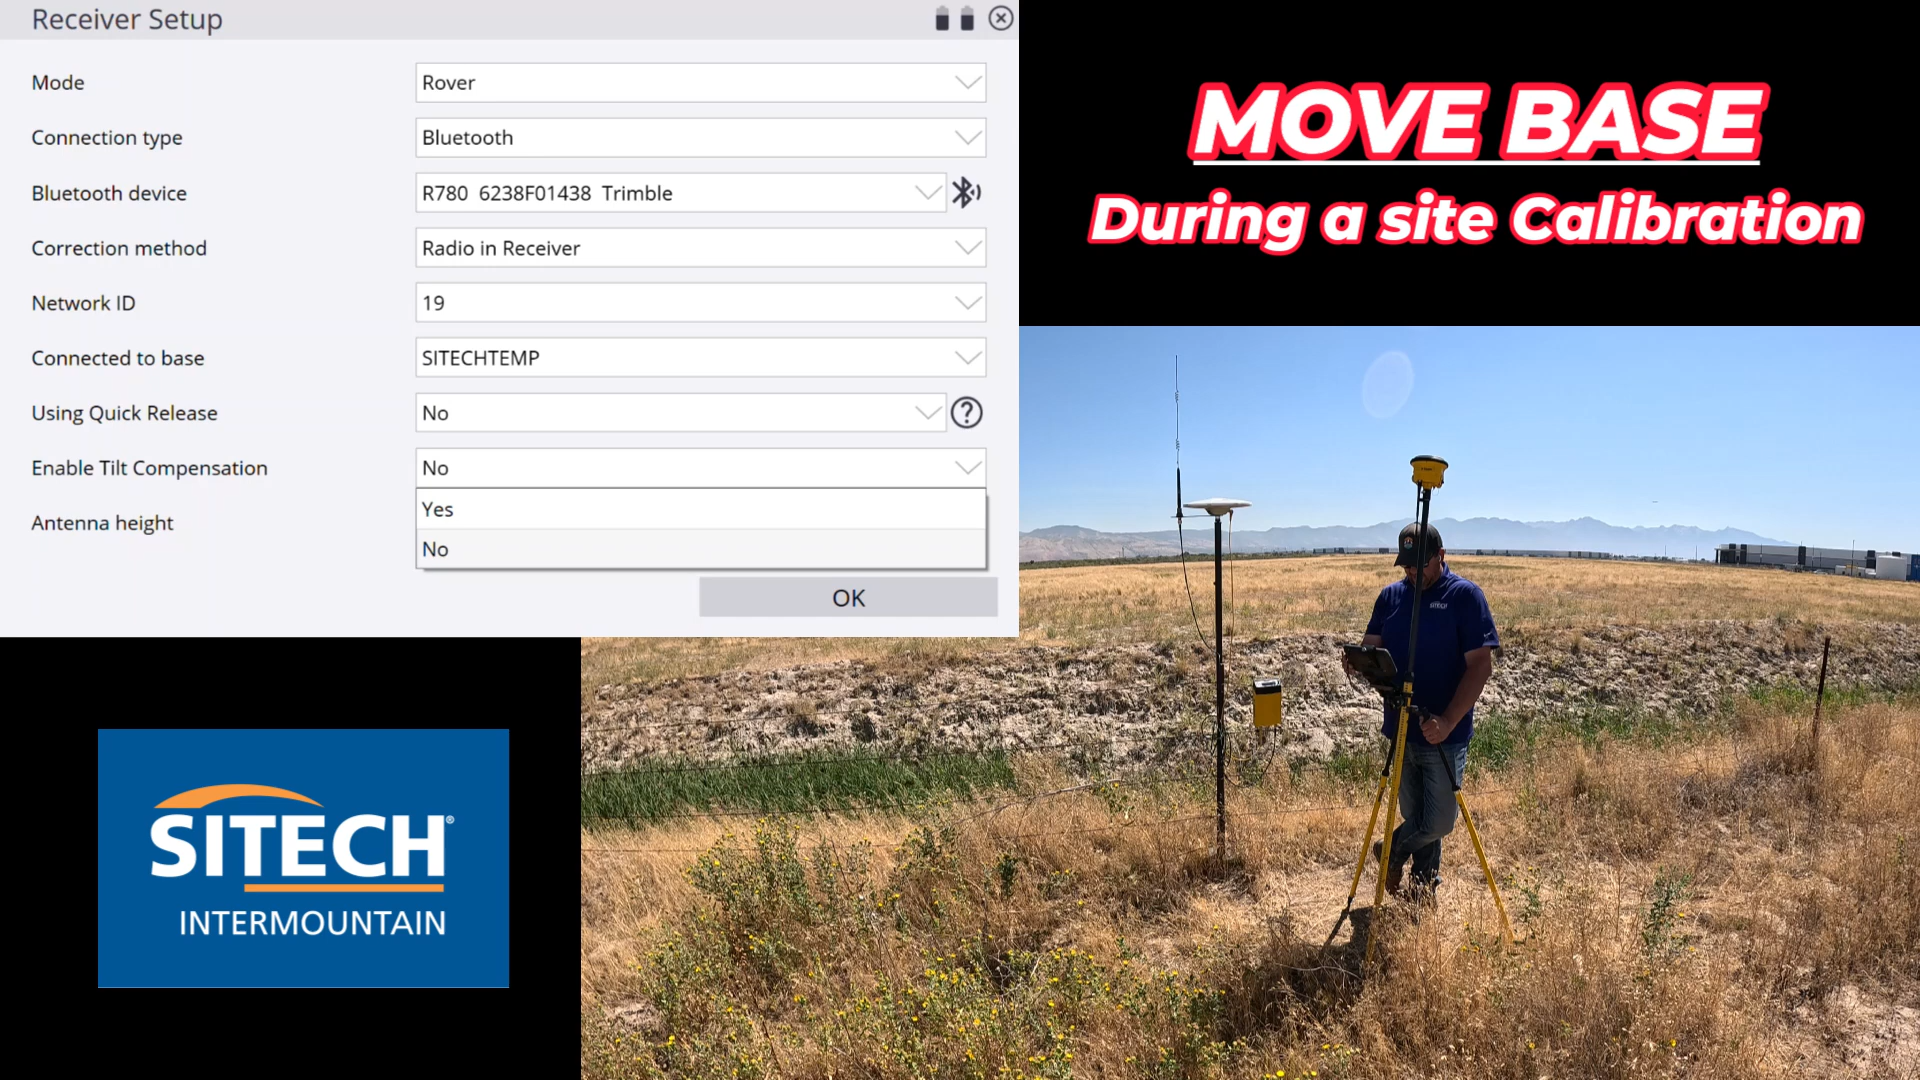 Receiver Setup
Mode
Rover
Connection type
Bluetooth
Bluetooth device
R780 6238F01438 Trimble
Correction method
Radio in Receiver
Network ID
19
Connected to base
SITECHTEMP
Using Quick Release
No
?
Enable Tilt Compensation
No
Yes
Antenna height
No
OK
MOVE BASE
During a site Calibration
SITECH
SITECH®
INTERMOUNTAIN